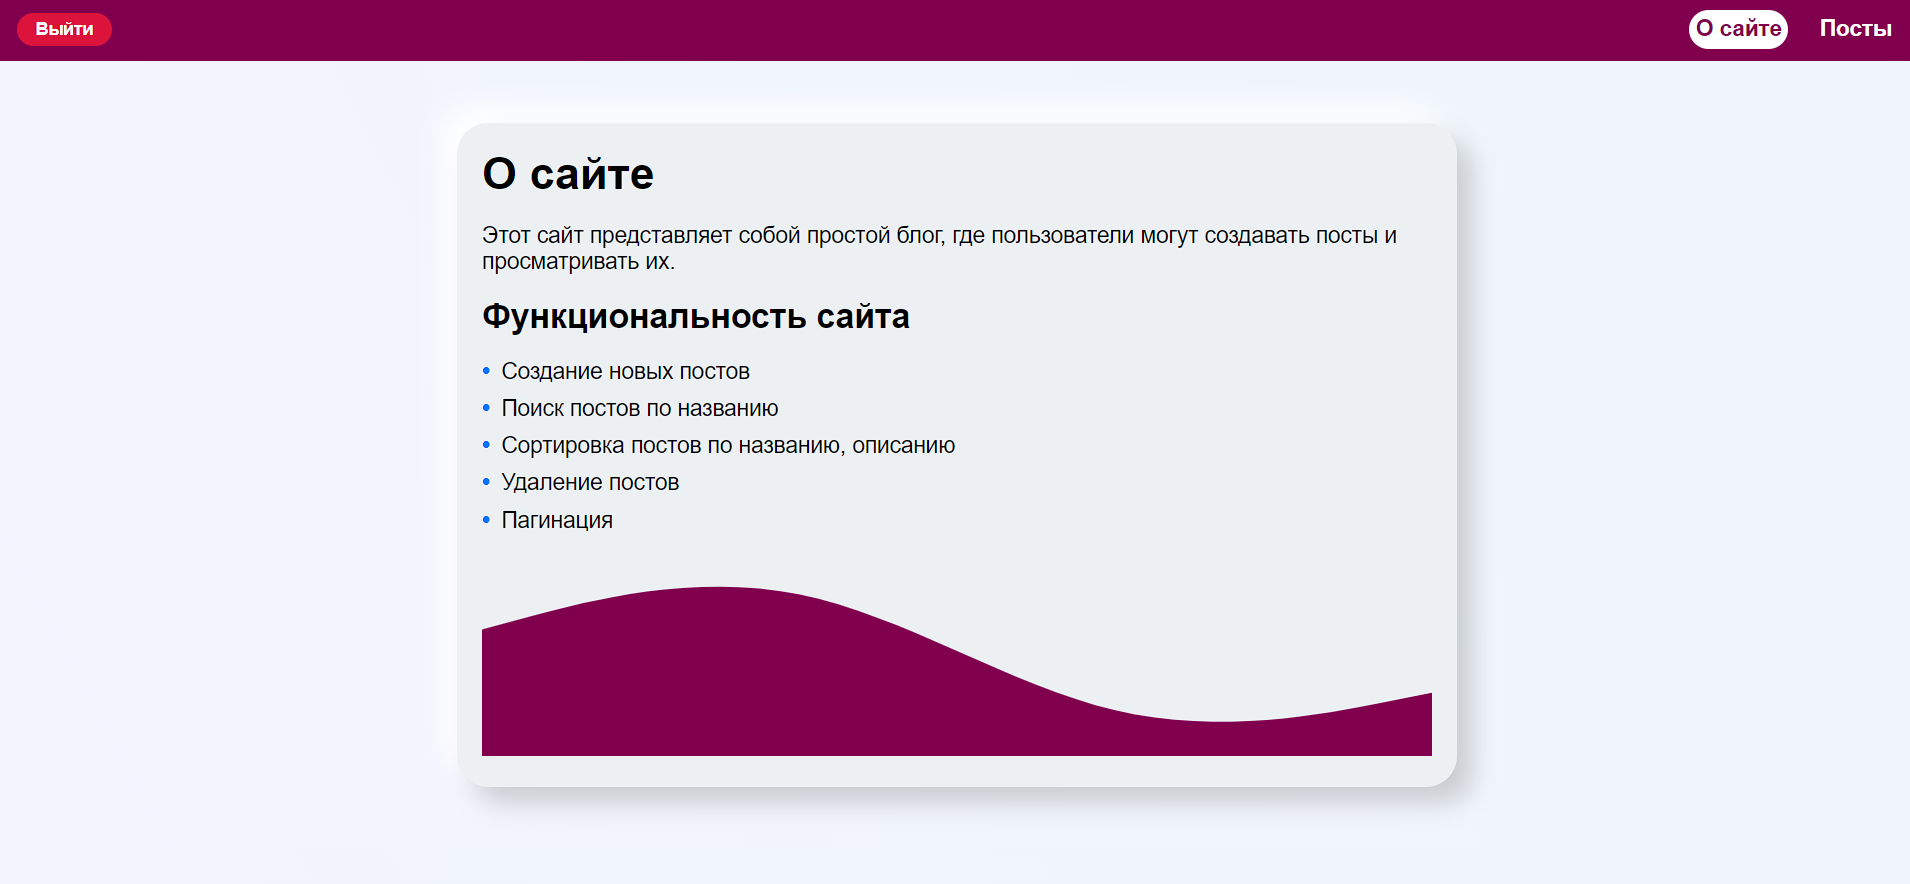 Выйти
О сайте
Посты
О сайте
Этот сайт представляет собой простой блог, где пользователи могут создавать посты и
просматривать их.
Функциональность сайта
• Создание новых постов
• Поиск постов по названию
• Сортировка постов по названию, описанию
• Удаление постов
• Пагинация